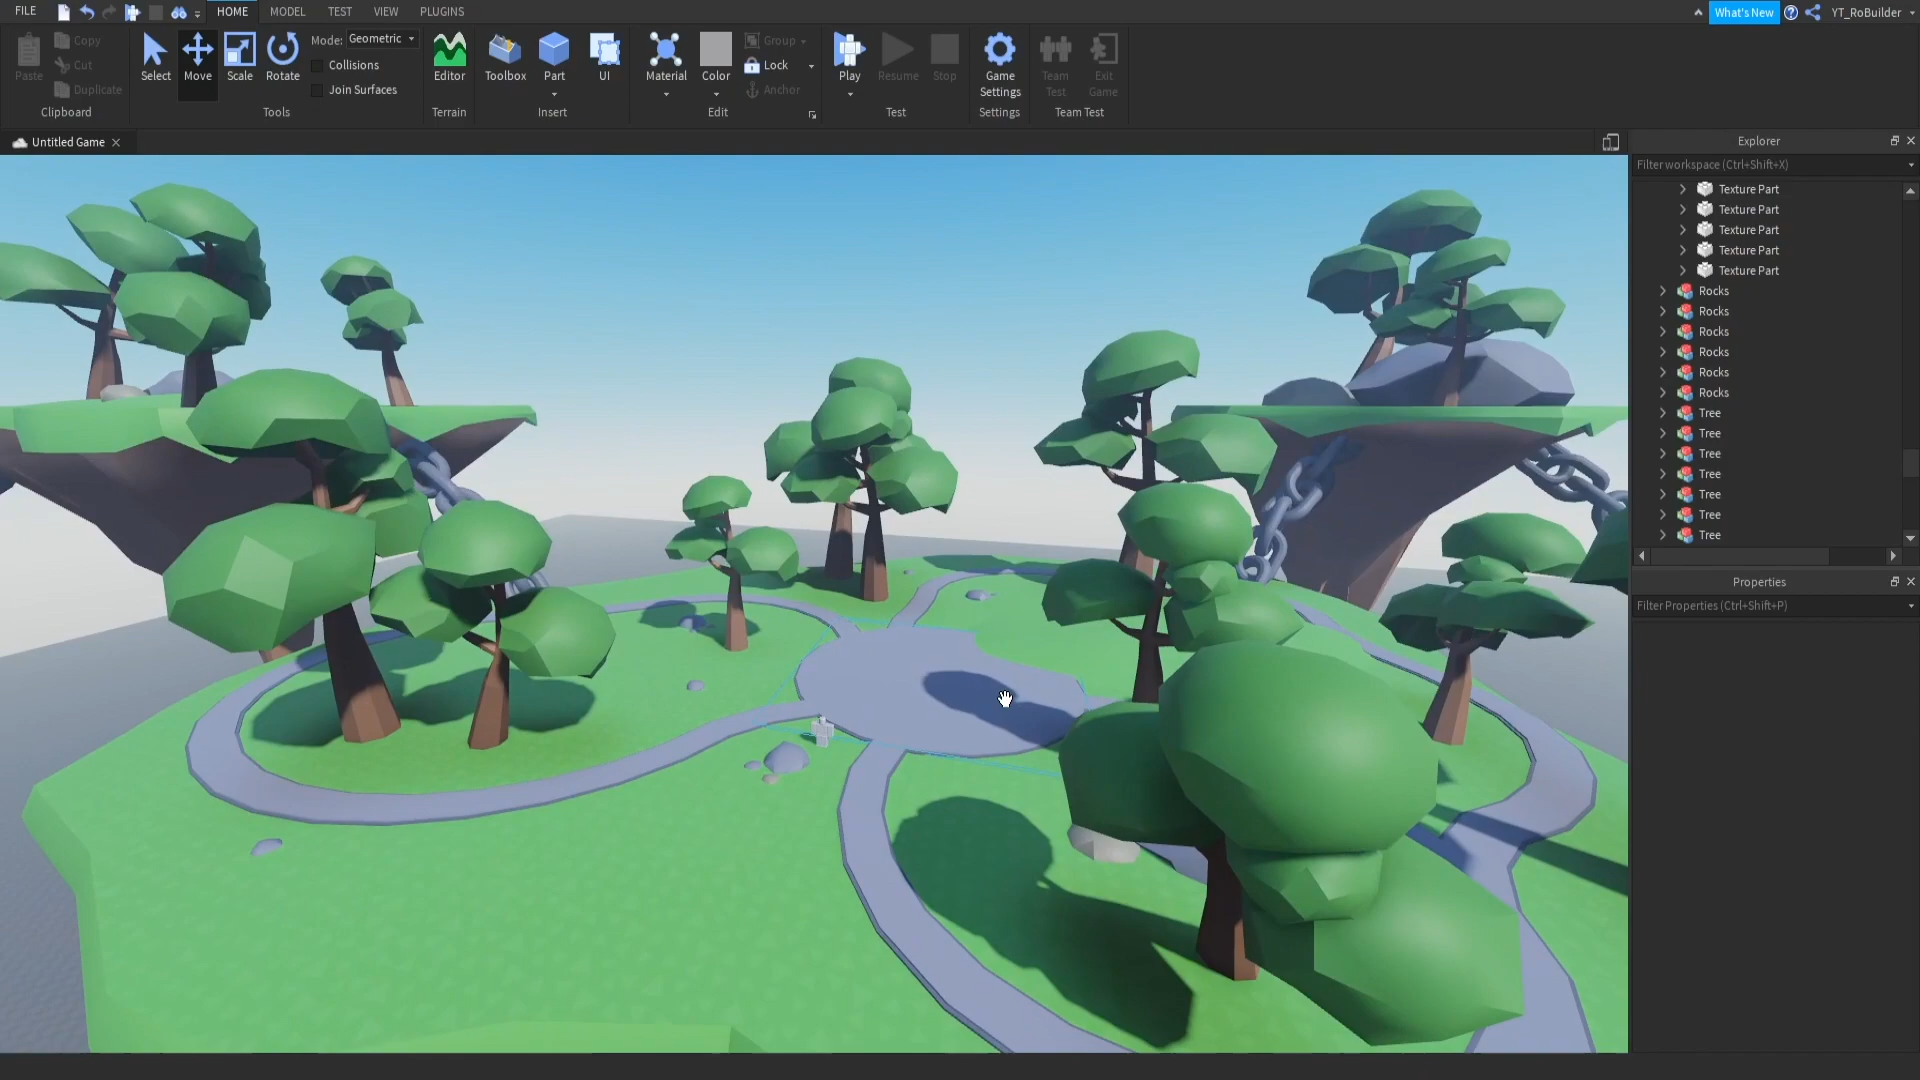 FILE HOME MODEL TEST VIEW PLUGINS What's New YT_RoBuilder
Paste
Copy
Cut
Duplicate
Clipboard
Select Move Scale Rotate
Mode: Geometric
Collisions
Join Surfaces
Tools
Editor
Terrain
Toolbox Part UI
Insert
Material Color
Group
Lock
Anchor
Edit
Play Resume Stop
Test
Game
Settings
Settings
Team
Test
Exit
Game
Team Test
Untitled Game
Explorer
Filter workspace (Ctrl+Shift+X)
Texture Part
Texture Part
Texture Part
Texture Part
Texture Part
Rocks
Rocks
Rocks
Rocks
Rocks
Rocks
Tree
Tree
Tree
Tree
Tree
Tree
Tree
Properties
Filter Properties (Ctrl+Shift+P)